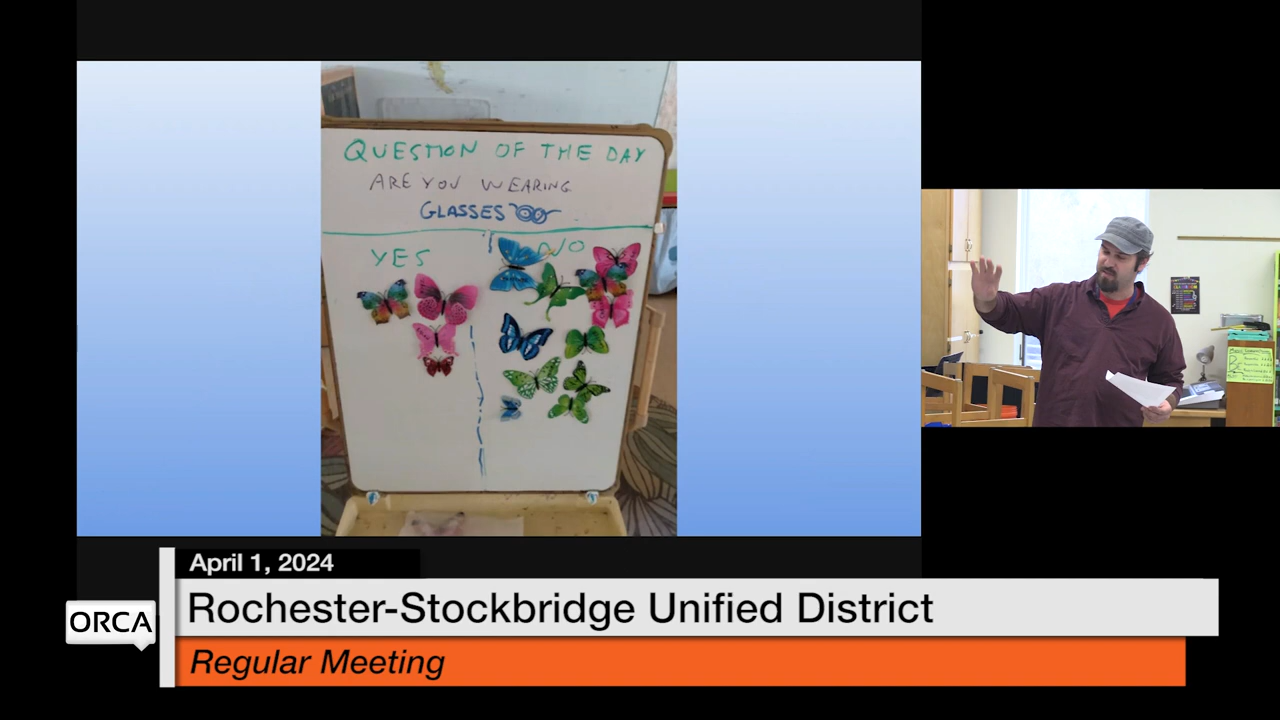 QUESTION OF THE DAY
ARE YOU WEARING
GLASSES
YES
NO
April 1, 2024
Rochester-Stockbridge Unified District
ORCA
Regular Meeting